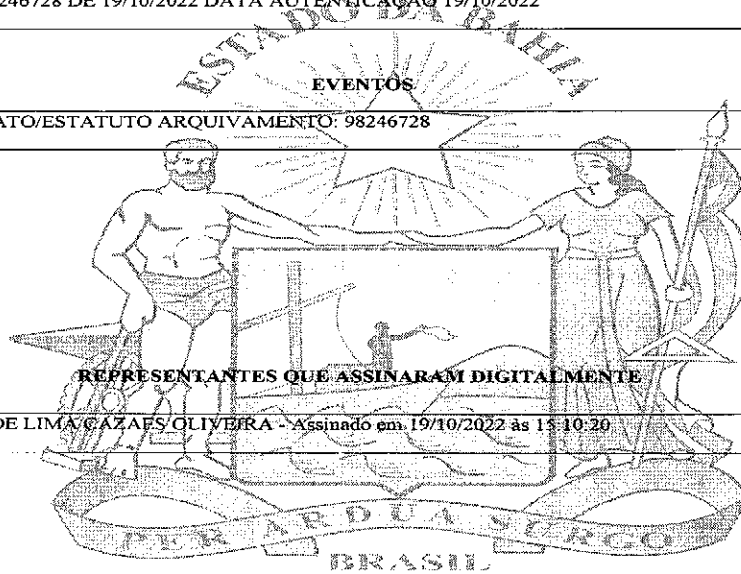 246728 DE 19/10/2022 DATA AUTENTICAÇÃO 19/10/2022
ESTADO DA BAHIA
EVENTOS
ATO/ESTATUTO ARQUIVAMENTO: 98246728
REPRESENTANTES QUE ASSINARAM DIGITALMENTE
DE LIMA CAZAES OLIVEIRA - Assinado em 19/10/2022 às 15:10:20
PER ARDUA SURGO
BRASIL